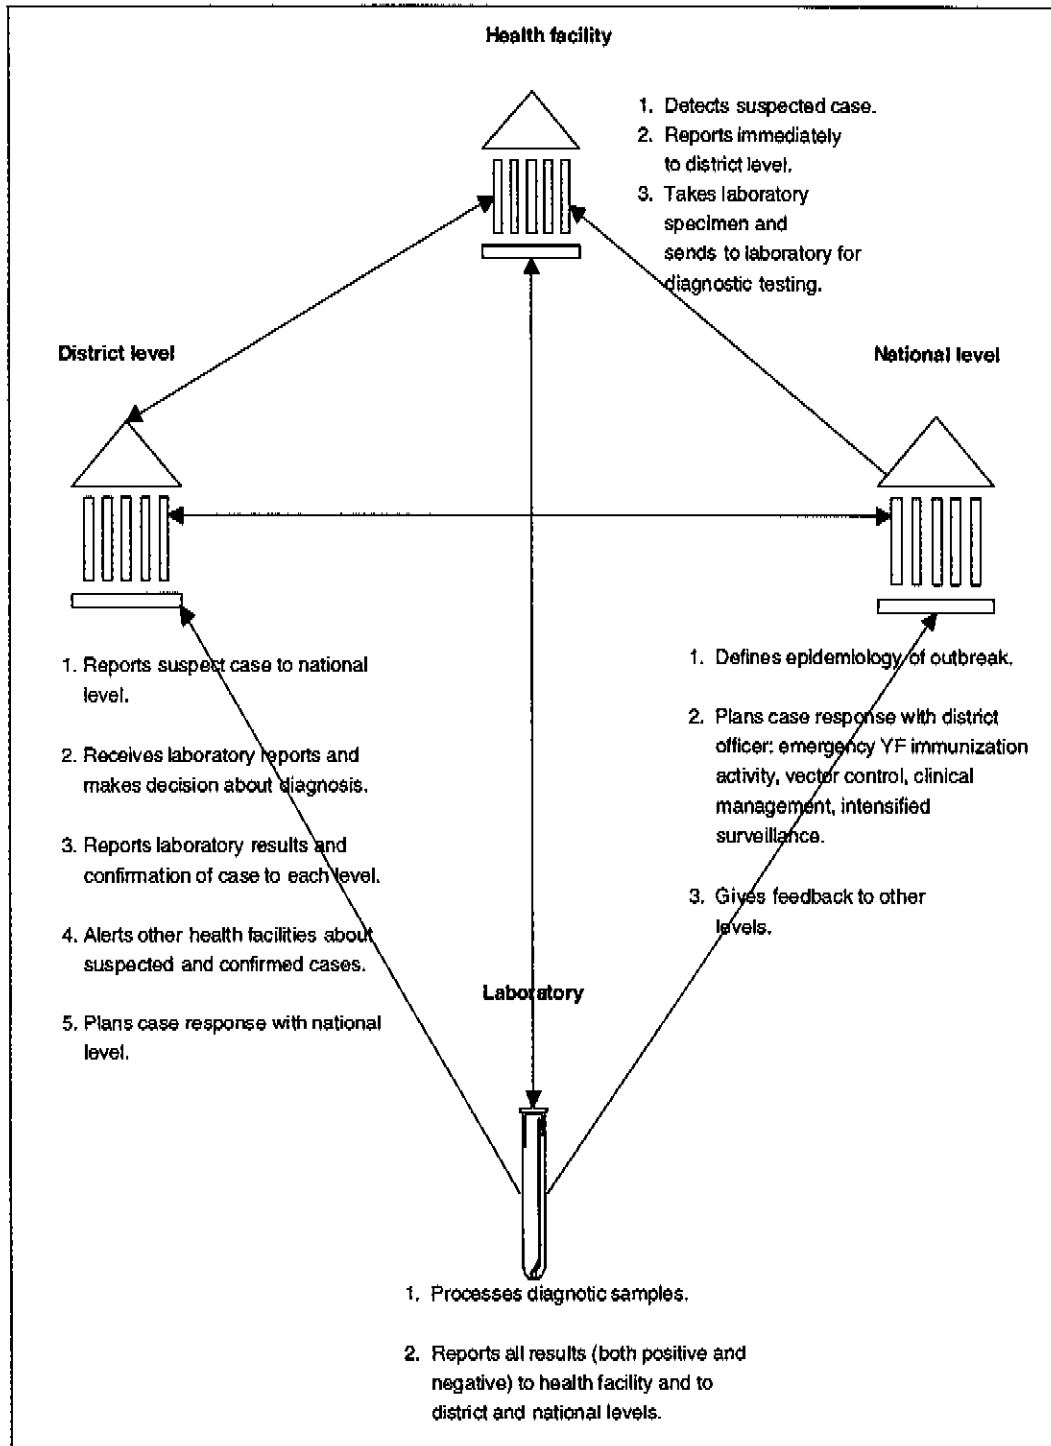 Health facility
1. Detects suspected case.
2. Reports immediately
to district level.
3. Takes laboratory
specimen and
sends to laboratory for
diagnostic testing.
District level
National level
1. Reports suspect case to national
level.
2. Receives laboratory reports and
makes decision about diagnosis.
3. Reports laboratory results and
confirmation of case to each level.
4. Alerts other health facilities about
suspected and confirmed cases.
5. Plans case response with national
level.
1. Defines epidemiology of outbreak.
2. Plans case response with district
officer: emergency YF immunization
activity, vector control, clinical
management, intensified
surveillance.
3. Gives feedback to other
levels.
Laboratory
1. Processes diagnotic samples.
2. Reports all results (both positive and
negative) to health facility and to
district and national levels.